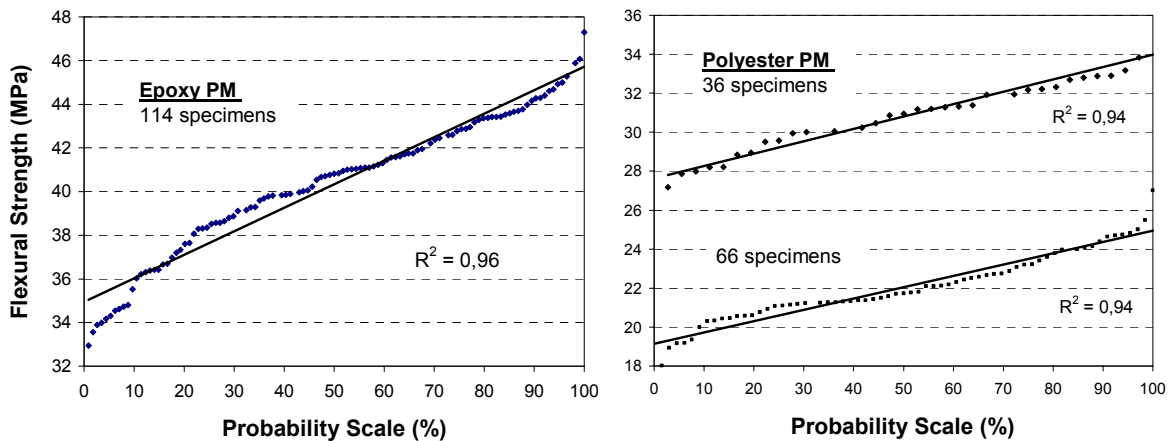 Flexural Strength (MPa)
48
46
44
42
40
38
36
34
32
Epoxy PM
114 specimens
R² = 0,96
0 10 20 30 40 50 60 70 80 90 100
Probability Scale (%)
36
34
32
30
28
26
24
22
20
18
Polyester PM
36 specimens
R² = 0,94
66 specimens
R² = 0,94
0 10 20 30 40 50 60 70 80 90 100
Probability Scale (%)